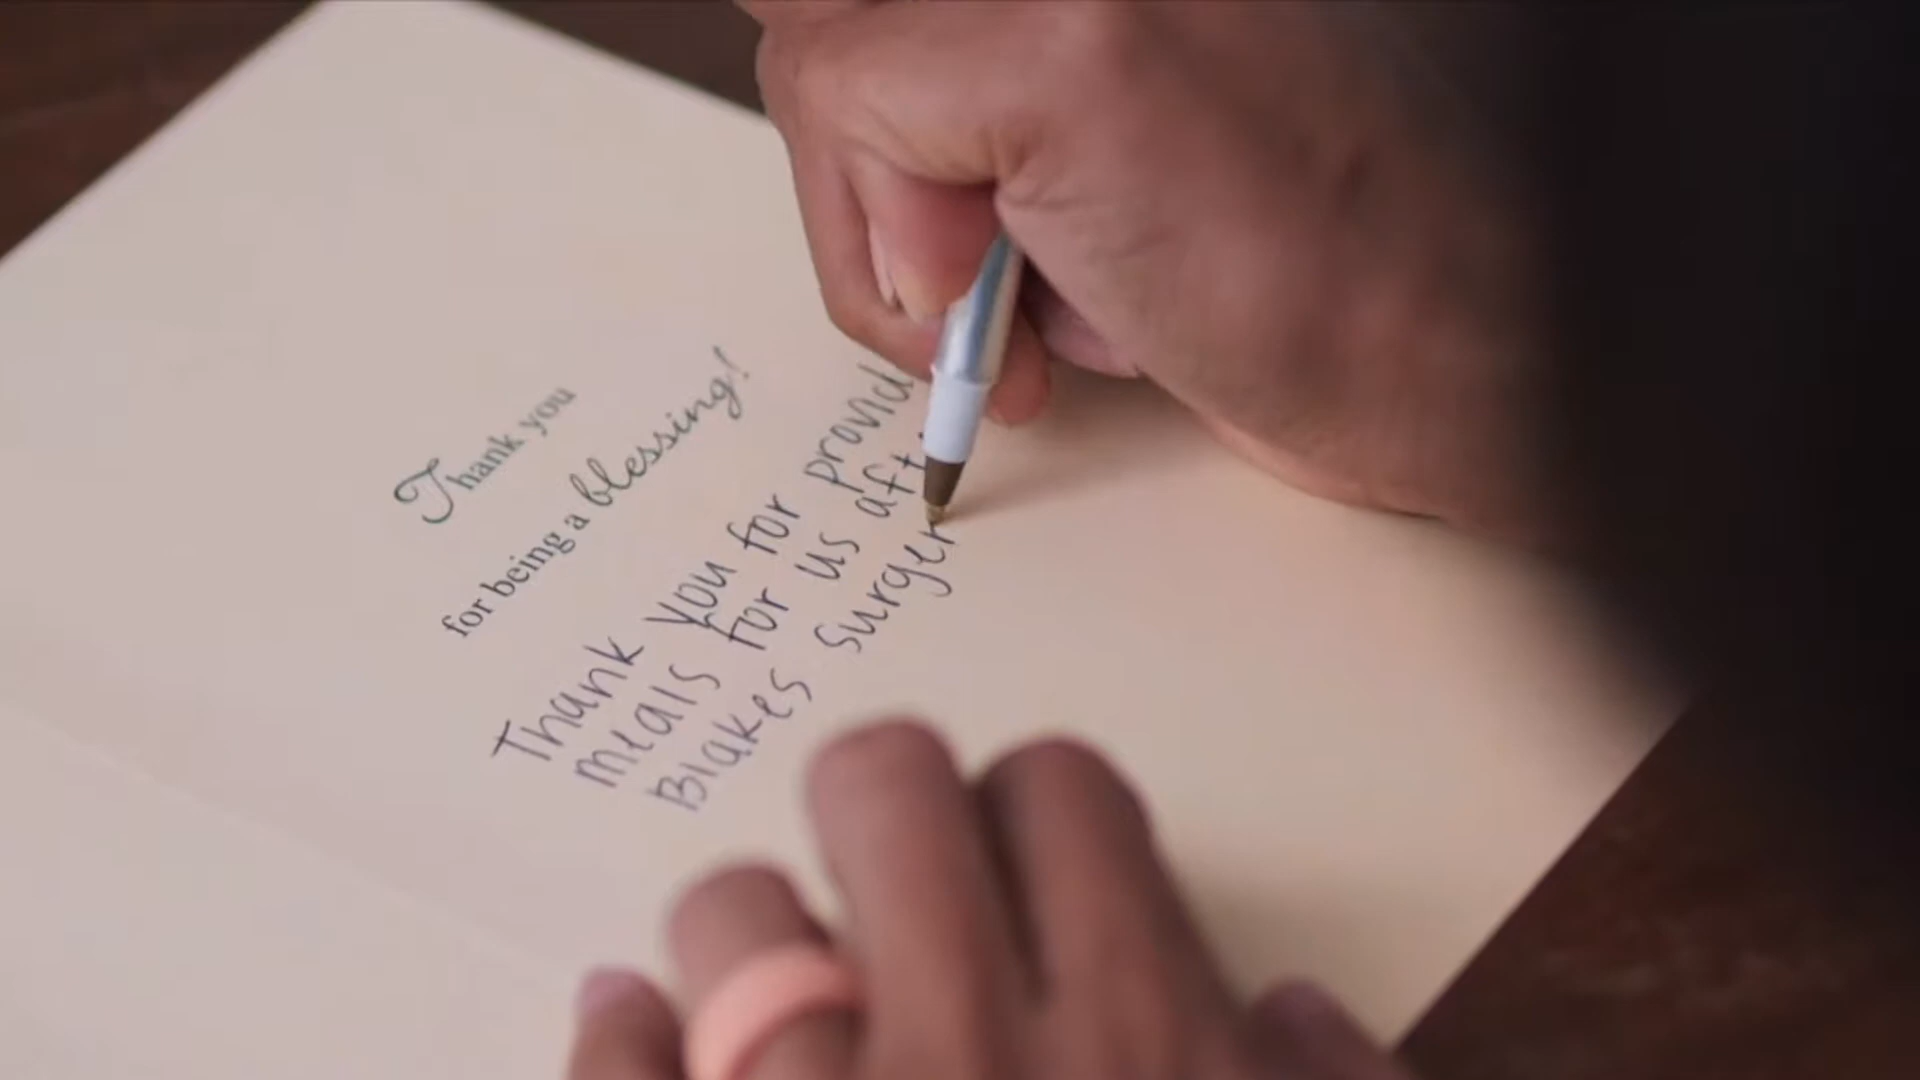 Thank you
for being a blessing!
Thank you for provid
meals for us aft
Blakes surger